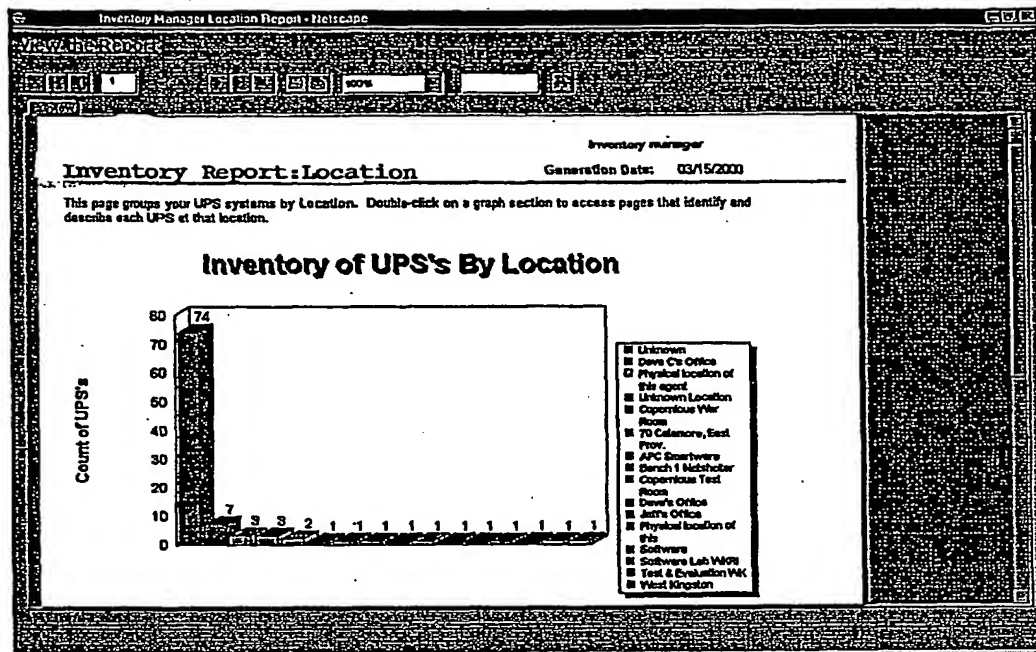 Inventory Manager Location Report - Netscape
View the Report
1
100%
Inventory manager
Inventory Report:Location
Generation Date: 03/15/2000
This page groups your UPS systems by Location. Double-click on a graph section to access pages that identify and
describe each UPS at that location.
Inventory of UPS's By Location
Count of UPS's
80
70
60
50
40
30
20
10
0
74
7
3
3
2
1
1
1
1
1
1
1
1
1
1
1
Unknown
Dave C's Office
Physical location of
this agent
Unknown Location
Copernicus War
Room
70 Catamore, East
Prov.
APC Smartware
Bench 1 Netshelter
Copernicus Test
Room
Dave's Office
Jeff's Office
Physical location of
this
Software
Software Lab WKRI
Test & Evaluation WK
West Kingston